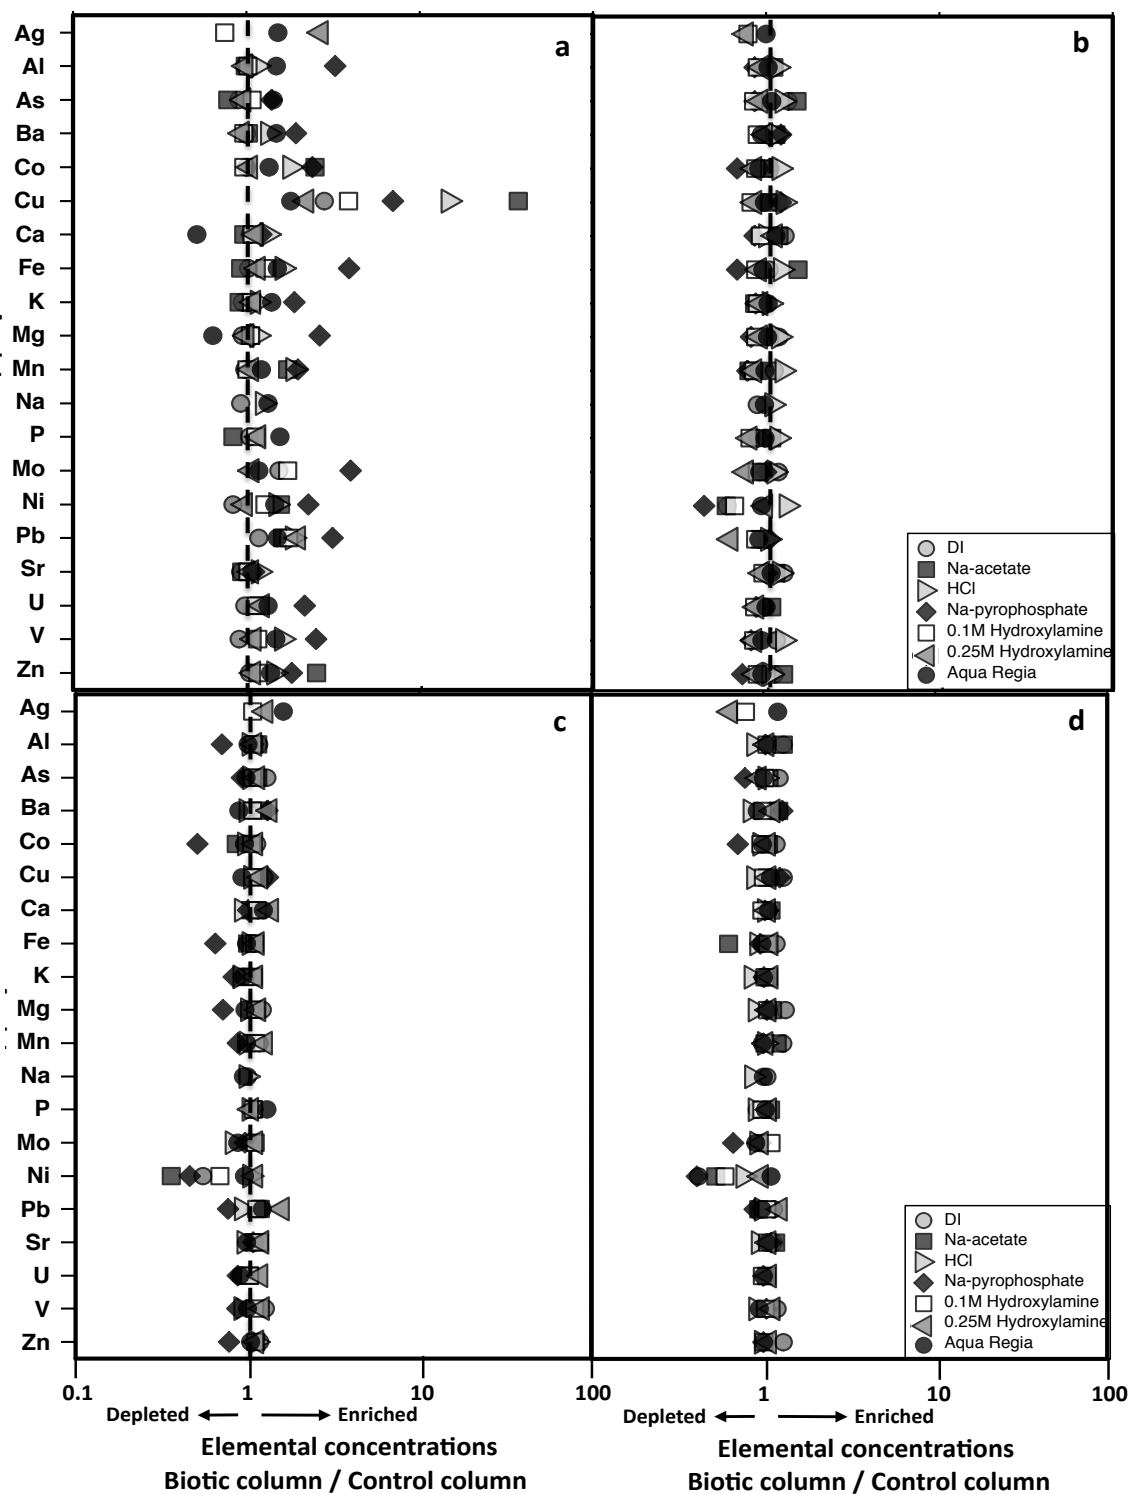 a
b
Ag
Al
As
Ba
Co
Cu
Ca
Fe
K
Mg
Mn
Na
P
Mo
Ni
Pb
Sr
U
V
Zn
DI
Na-acetate
HCl
Na-pyrophosphate
0.1M Hydroxylamine
0.25M Hydroxylamine
Aqua Regia
c
d
Ag
Al
As
Ba
Co
Cu
Ca
Fe
K
Mg
Mn
Na
P
Mo
Ni
Pb
Sr
U
V
Zn
DI
Na-acetate
HCl
Na-pyrophosphate
0.1M Hydroxylamine
0.25M Hydroxylamine
Aqua Regia
0.1 1 10 100 1 10 100
Depleted Enriched Depleted Enriched
Elemental concentrations
Biotic column / Control column
Elemental concentrations
Biotic column / Control column